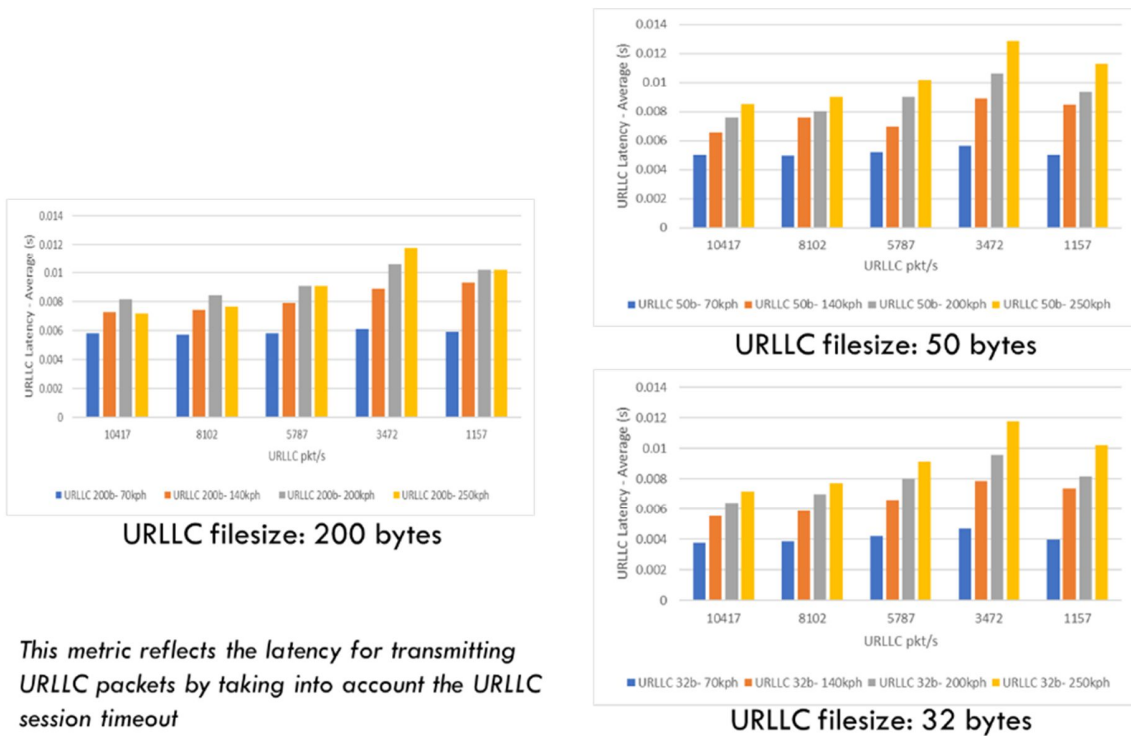 0.014
0.012
0.01
0.008
0.006
0.004
0.002
0
URLLC Latency - Average (s)
10417 8102 5787 3472 1157
URLLC pkt/s
URLLC 200b- 70kph URLLC 200b- 140kph URLLC 200b- 200kph URLLC 200b- 250kph
URLLC filesize: 200 bytes
This metric reflects the latency for transmitting
URLLC packets by taking into account the URLLC
session timeout
0.014
0.012
0.01
0.008
0.006
0.004
0.002
0
URLLC Latency - Average (s)
10417 8102 5787 3472 1157
URLLC pkt/s
URLLC 50b- 70kph URLLC 50b- 140kph URLLC 50b- 200kph URLLC 50b- 250kph
URLLC filesize: 50 bytes
0.014
0.012
0.01
0.008
0.006
0.004
0.002
0
URLLC Latency - Average (s)
10417 8102 5787 3472 1157
URLLC pkt/s
URLLC 32b- 70kph URLLC 32b- 140kph URLLC 32b- 200kph URLLC 32b- 250kph
URLLC filesize: 32 bytes